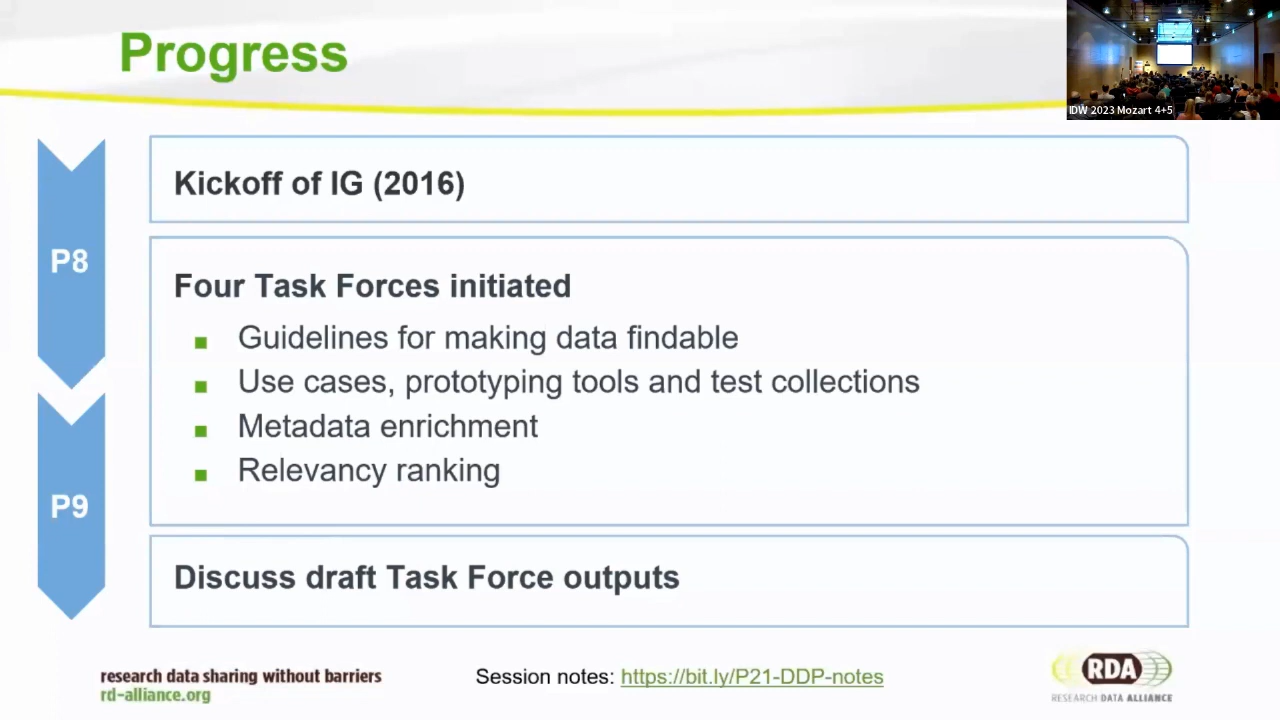 Progress
IDW 2023 Mozart 4+5
Kickoff of IG (2016)
P8
Four Task Forces initiated
Guidelines for making data findable
Use cases, prototyping tools and test collections
Metadata enrichment
Relevancy ranking
P9
Discuss draft Task Force outputs
research data sharing without barriers
rd-alliance.org
Session notes: https://bit.ly/P21-DDP-notes
RDA
RESEARCH DATA ALLIANCE